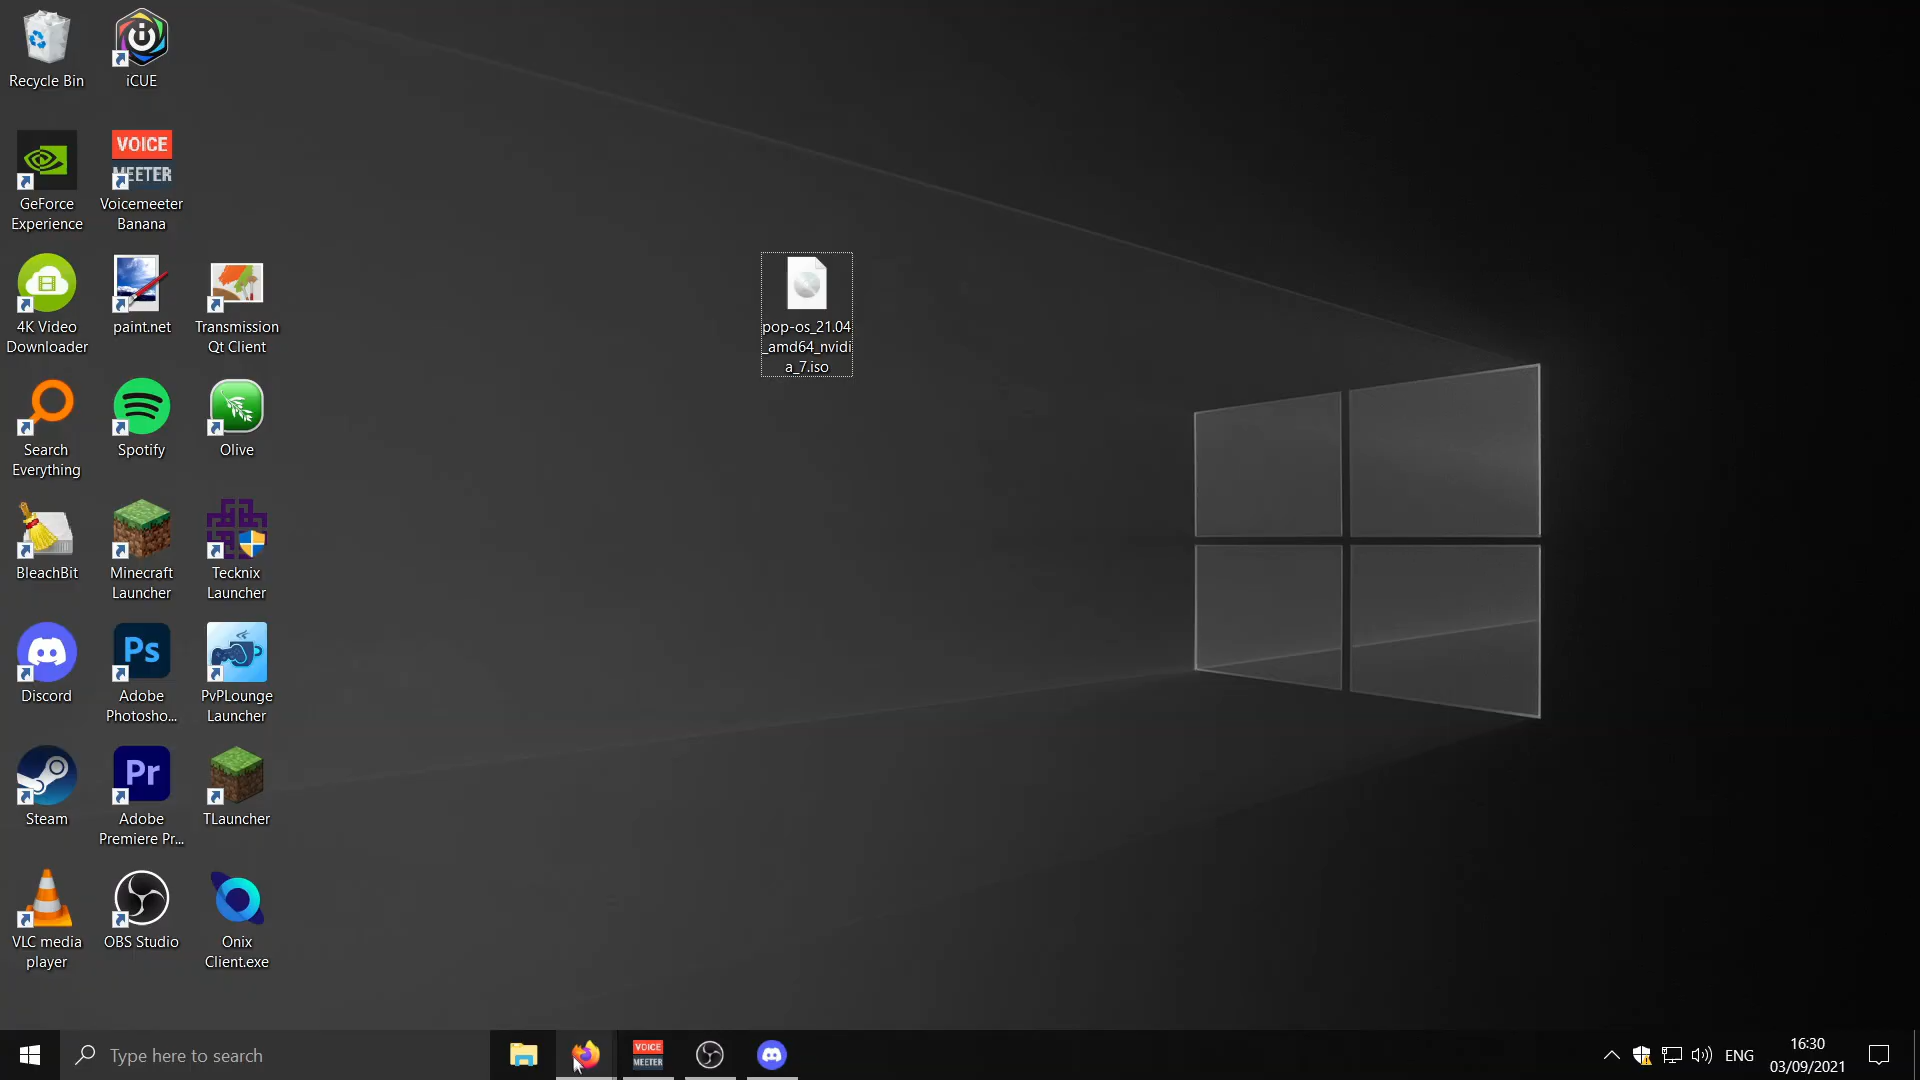 Recycle Bin
iCUE
GeForce
Experience
VOICE
MEETER
Voicemeeter
Banana
4K Video
Downloader
paint.net
Transmission
Qt Client
pop-os_21.04
_amd64_nvidi
a_7.iso
Search
Everything
Spotify
Olive
BleachBit
Minecraft
Launcher
Tecknix
Launcher
Discord
Ps
Adobe
Photosho...
PvPLounge
Launcher
Steam
Pr
Adobe
Premiere Pr...
TLauncher
VLC media
player
OBS Studio
Onix
Client.exe
Type here to search
VOICE
MEETER
ENG
16:30
03/09/2021